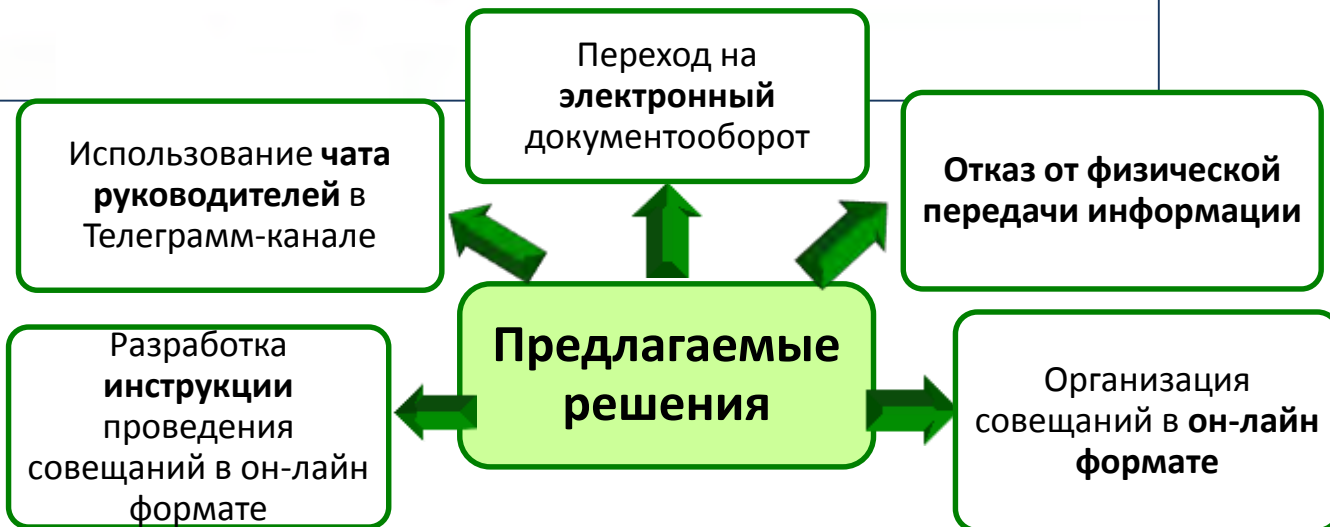 Переход на
электронный
документооборот
Использование чата
руководителей в
Телеграмм-канале
Отказ от физической
передачи информации
Предлагаемые
решения
Разработка
инструкции
проведения
совещаний в он-лайн
формате
Организация
совещаний в он-лайн
формате